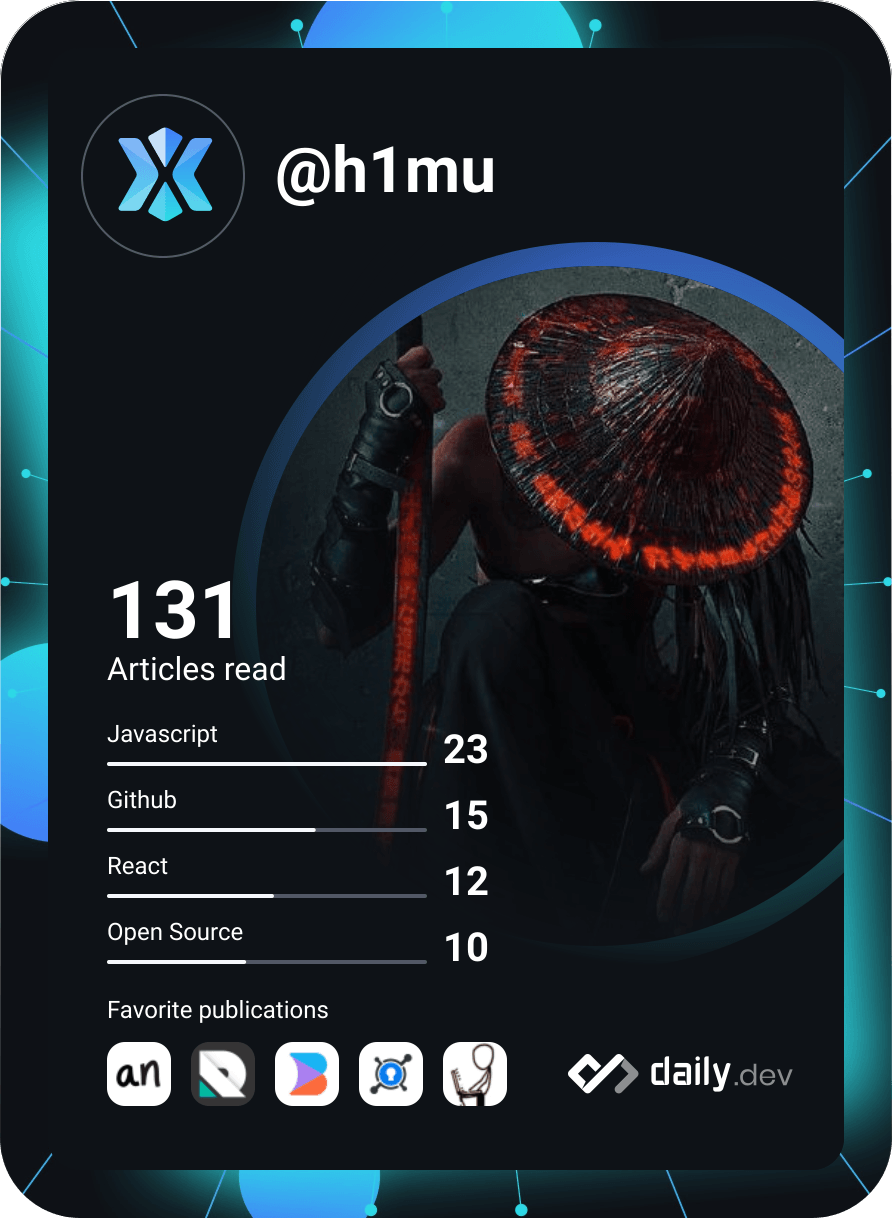 @h1mu
131
Articles read
Javascript
23
Github
15
React
12
Open Source
10
Favorite publications
an
daily.dev